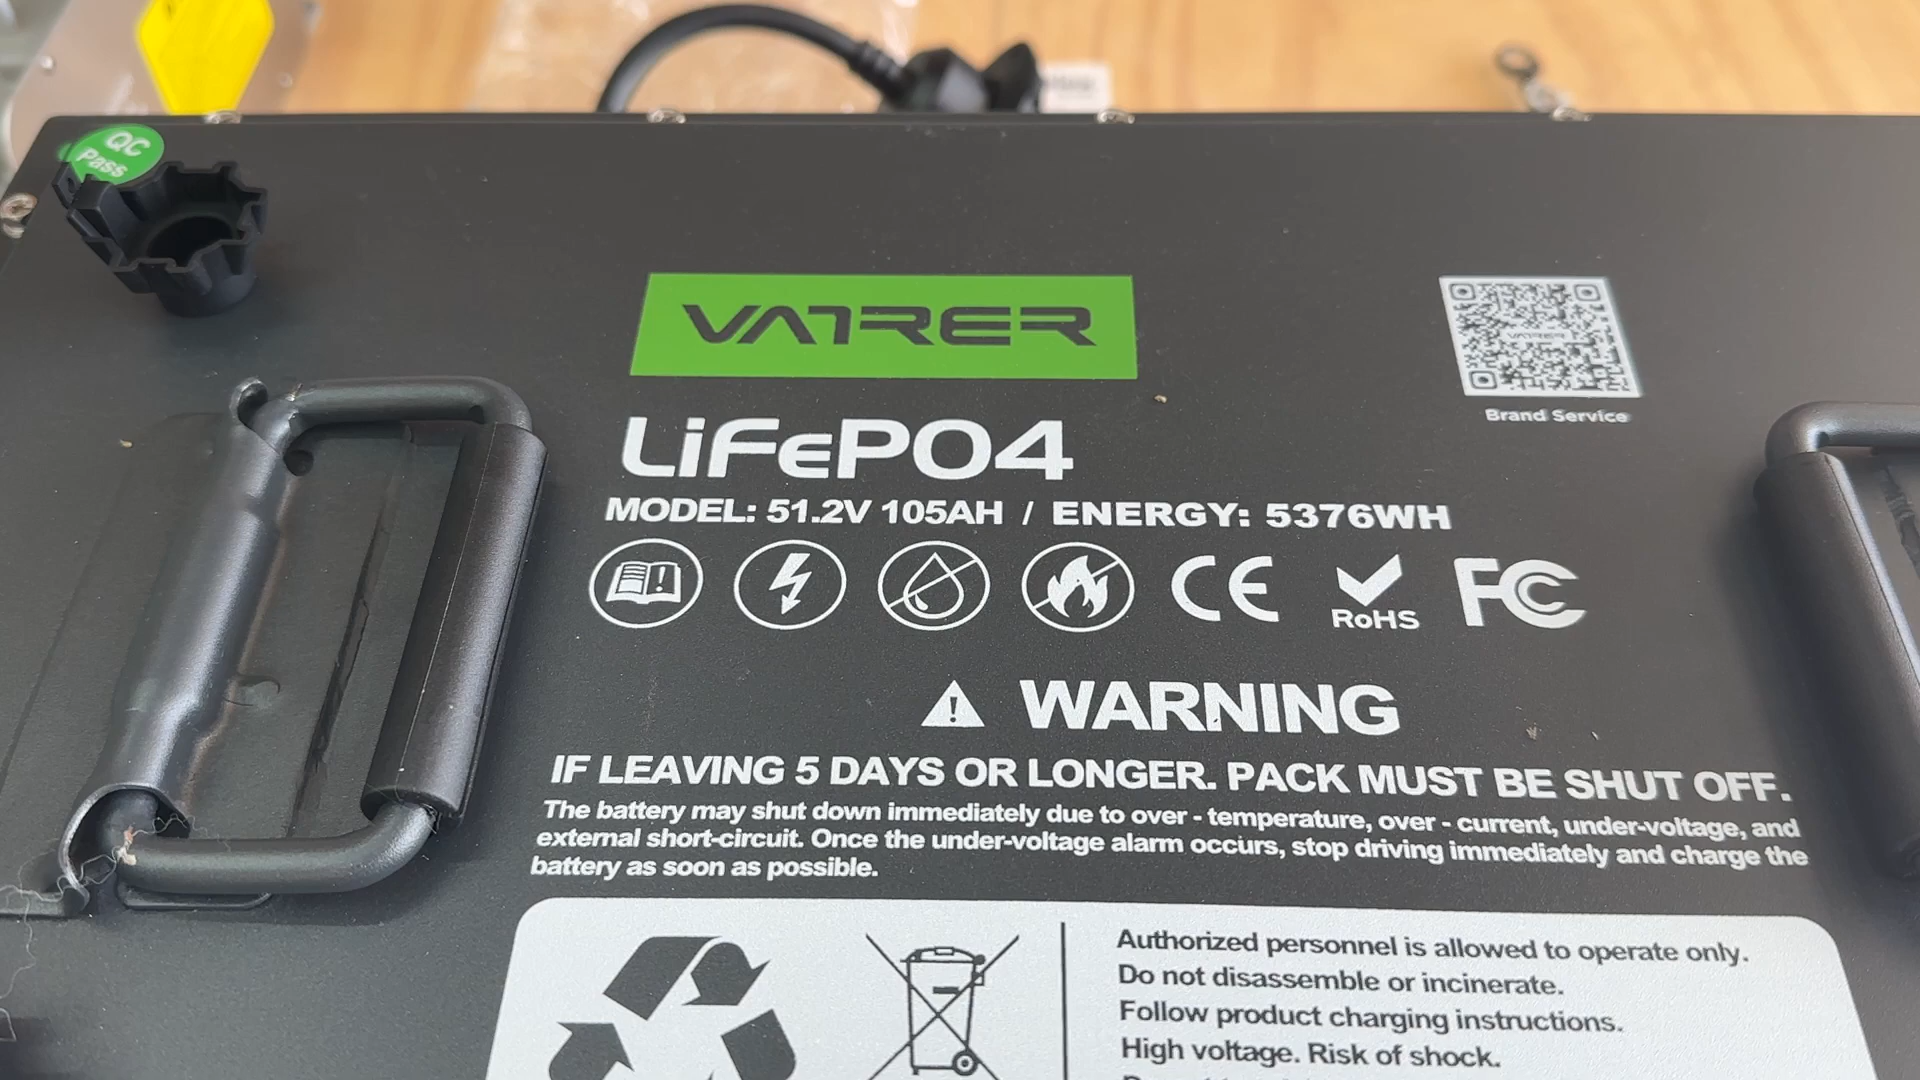 QC
Pass
VATRER
Brand Service
LiFePO4
MODEL: 51.2V 105AH / ENERGY: 5376WH
CE
RoHS
FC
WARNING
IF LEAVING 5 DAYS OR LONGER. PACK MUST BE SHUT OFF.
The battery may shut down immediately due to over - temperature, over - current, under-voltage, and
external short-circuit. Once the under-voltage alarm occurs, stop driving immediately and charge the
battery as soon as possible.
Authorized personnel is allowed to operate only.
Do not disassemble or incinerate.
Follow product charging instructions.
High voltage. Risk of shock.